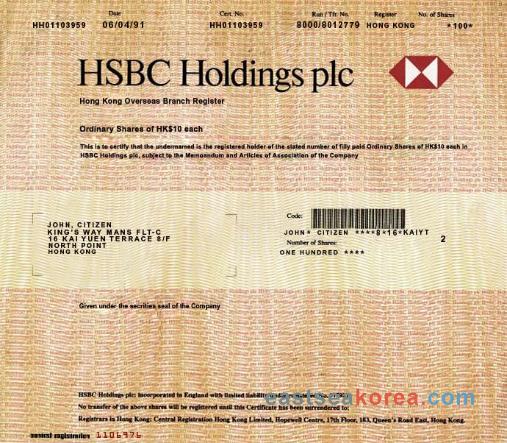 Date Cert. No. Run / Tfr. No. Register No. of Shares
HH01103959 06/04/91 HH01103959 8000/8012779 HONG KONG *100*
HSBC Holdings plc
Hong Kong Overseas Branch Register
Ordinary Shares of HK$10 each
This is to certify that the undernamed is the registered holder of the stated number of fully paid Ordinary Shares of HK$10 each in
HSBC Holdings plc, subject to the Memorandum and Articles of Association of the Company
JOHN, CITIZEN
KING'S WAY MANS FLT-C
16 KAI YUEN TERRACE 8/F
NORTH POINT
HONG KONG
Code:
JOHN* CITIZEN ****8*16*KAIYT
2
Number of Shares:
ONE HUNDRED ****
Given under the securities seal of the Company
eastseakorea.com
HSBC Holdings plc: Incorporated in England with limited liability
No transfer of the above shares will be registered until this Certificate has been surrendered to:
Registrars in Hong Kong: Central Registration Hong Kong Limited, Hopewell Centre, 17th Floor, 183, Queen's Road East, Hong Kong.
central registration 1106976